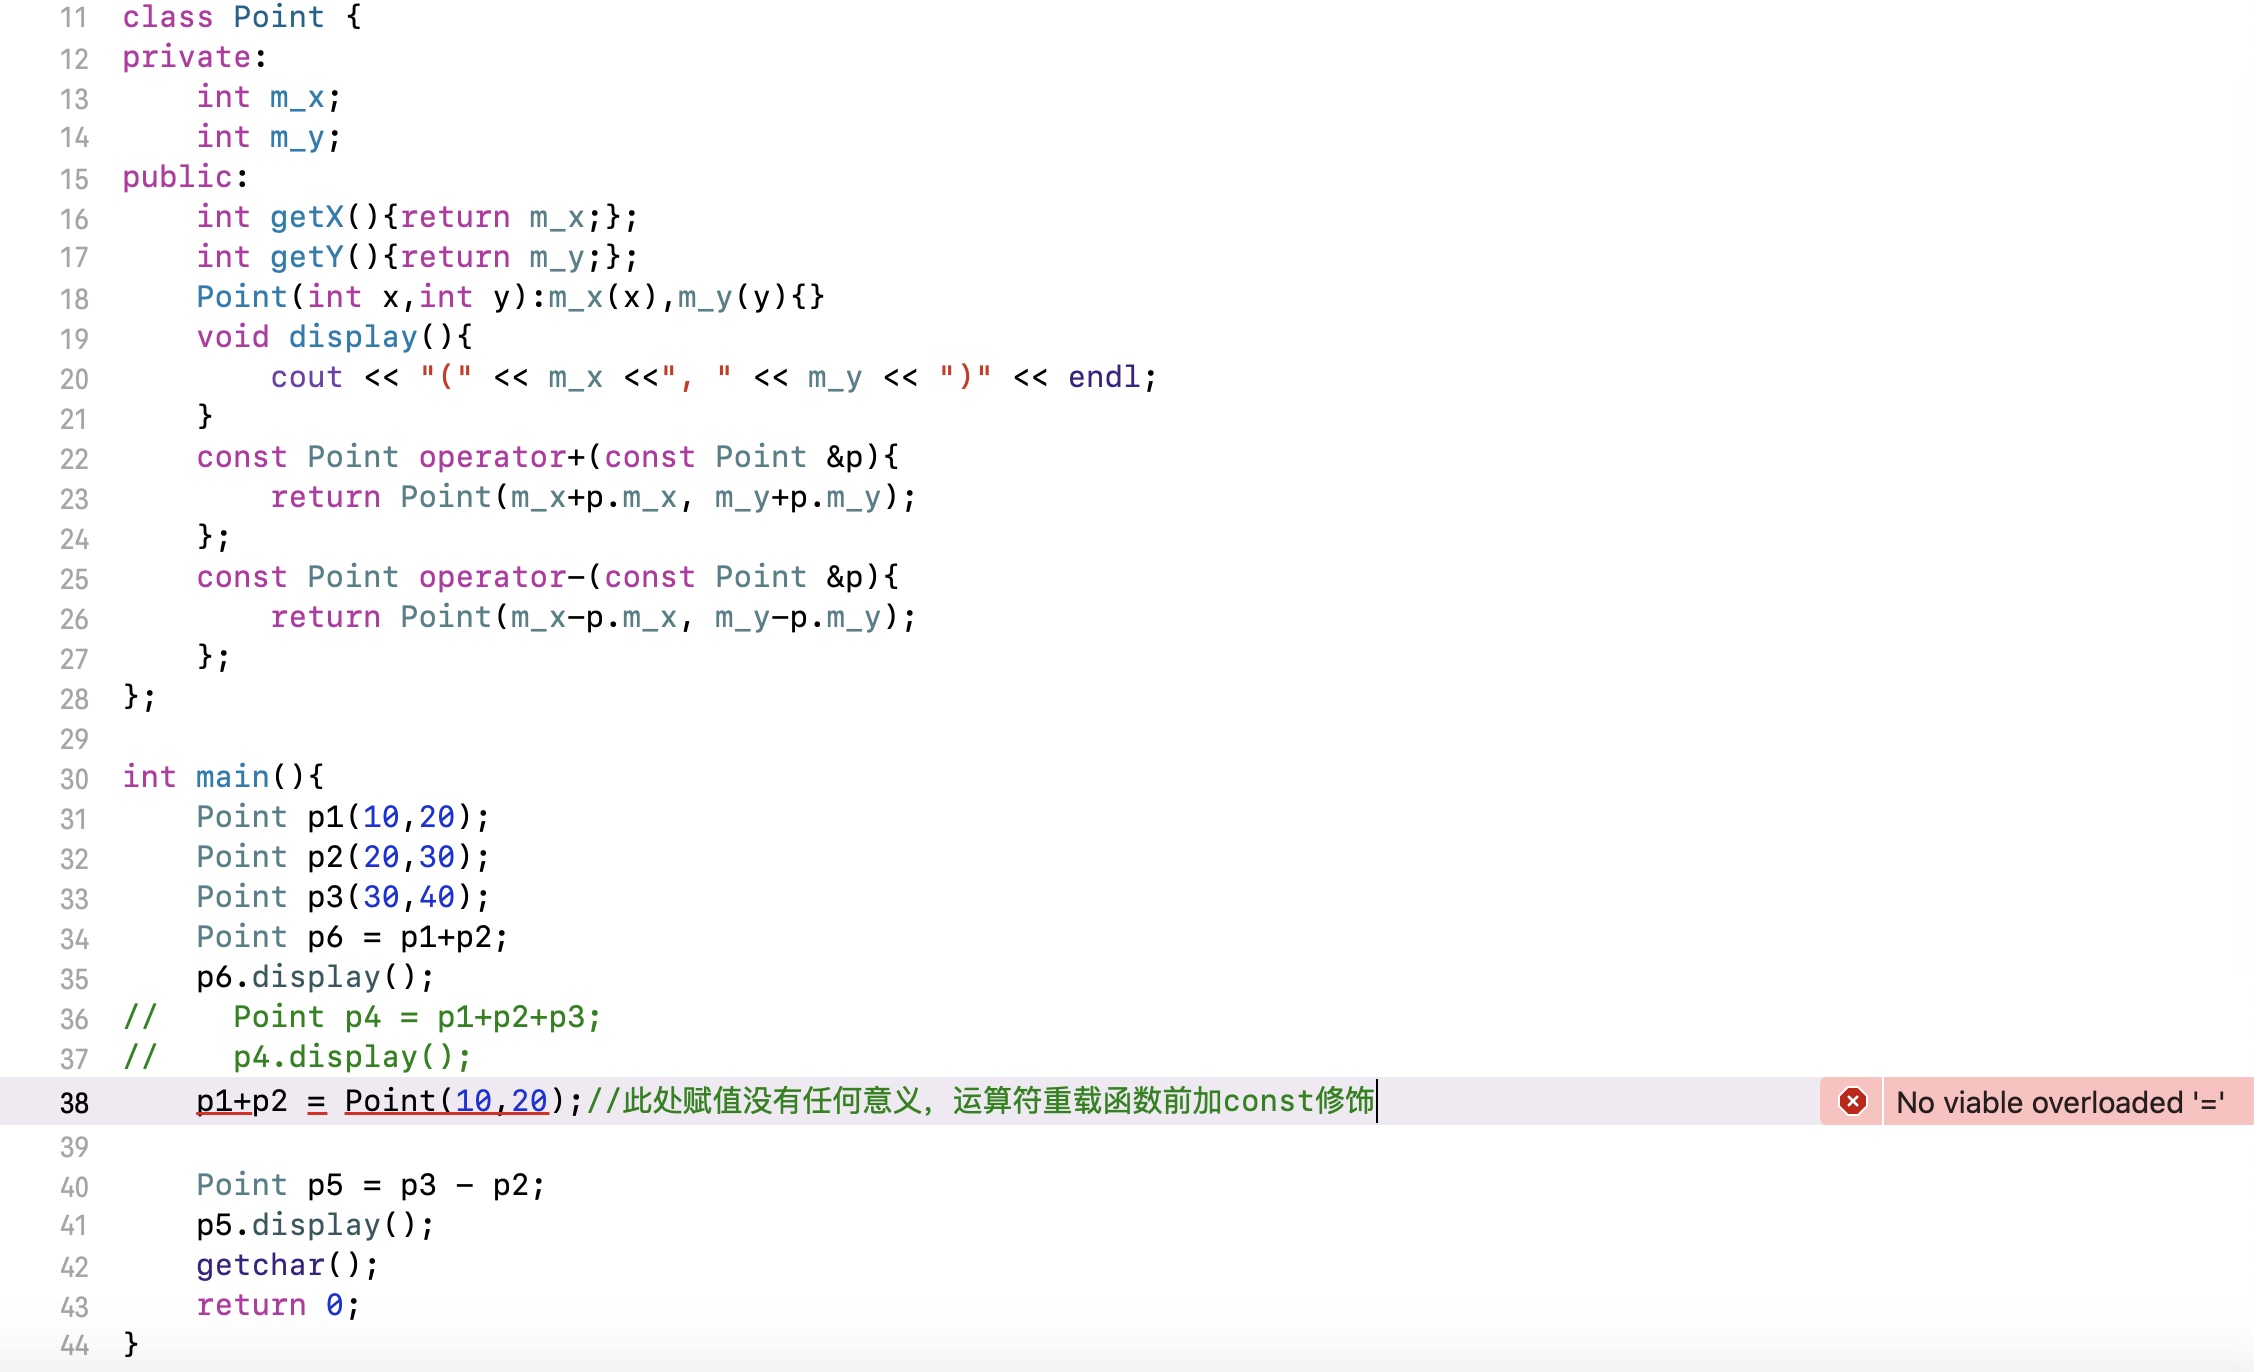 11 class Point {
12 private:
13     int m_x;
14     int m_y;
15 public:
16     int getX(){return m_x;};
17     int getY(){return m_y;};
18     Point(int x,int y):m_x(x),m_y(y){}
19     void display(){
20         cout << "(" << m_x <<", " << m_y << ")" << endl;
21     }
22     const Point operator+(const Point &p){
23         return Point(m_x+p.m_x, m_y+p.m_y);
24     };
25     const Point operator-(const Point &p){
26         return Point(m_x-p.m_x, m_y-p.m_y);
27     };
28 };
29
30 int main(){
31     Point p1(10,20);
32     Point p2(20,30);
33     Point p3(30,40);
34     Point p6 = p1+p2;
35     p6.display();
36 //    Point p4 = p1+p2+p3;
37 //    p4.display();
38     p1+p2 = Point(10,20);//此处赋值没有任何意义，运算符重载函数前加const修饰 No viable overloaded '='
39
40     Point p5 = p3 - p2;
41     p5.display();
42     getchar();
43     return 0;
44 }